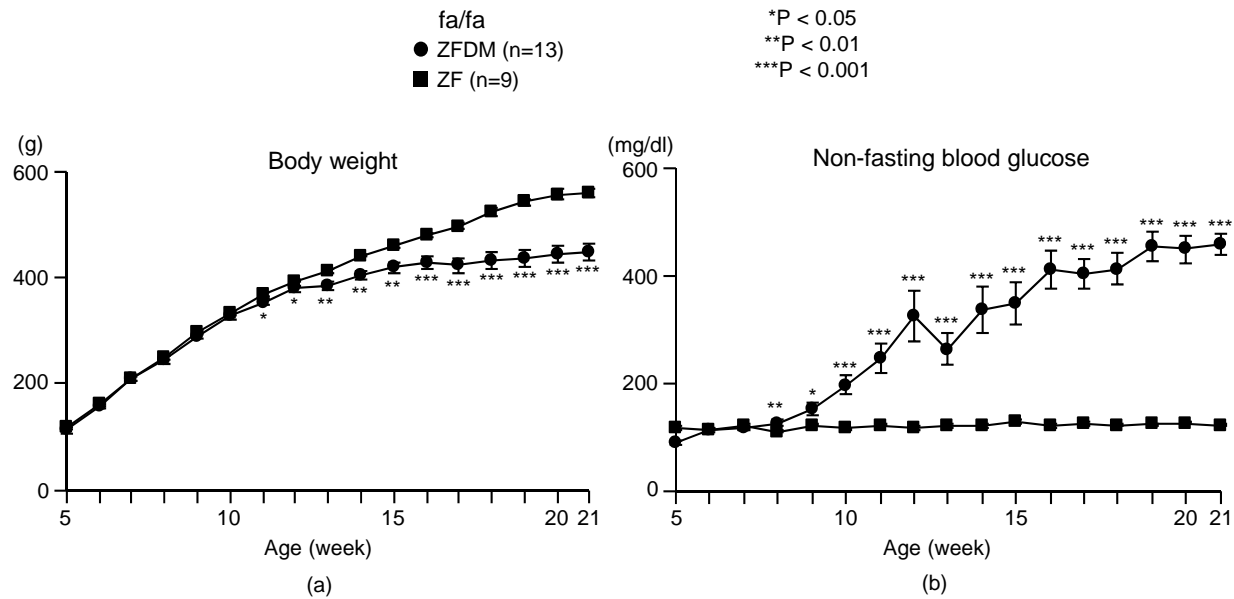 fa/fa
ZFDM (n=13)
ZF (n=9)
*P < 0.05
**P < 0.01
***P < 0.001
(g)
Body weight
600
400
200
0
* * ** ** ** *** *** *** *** *** ***
5 10 15 20 21
Age (week)
(a)
(mg/dl)
Non-fasting blood glucose
600
400
200
0
** * *** *** *** *** *** *** *** *** *** *** *** ***
5 10 15 20 21
Age (week)
(b)